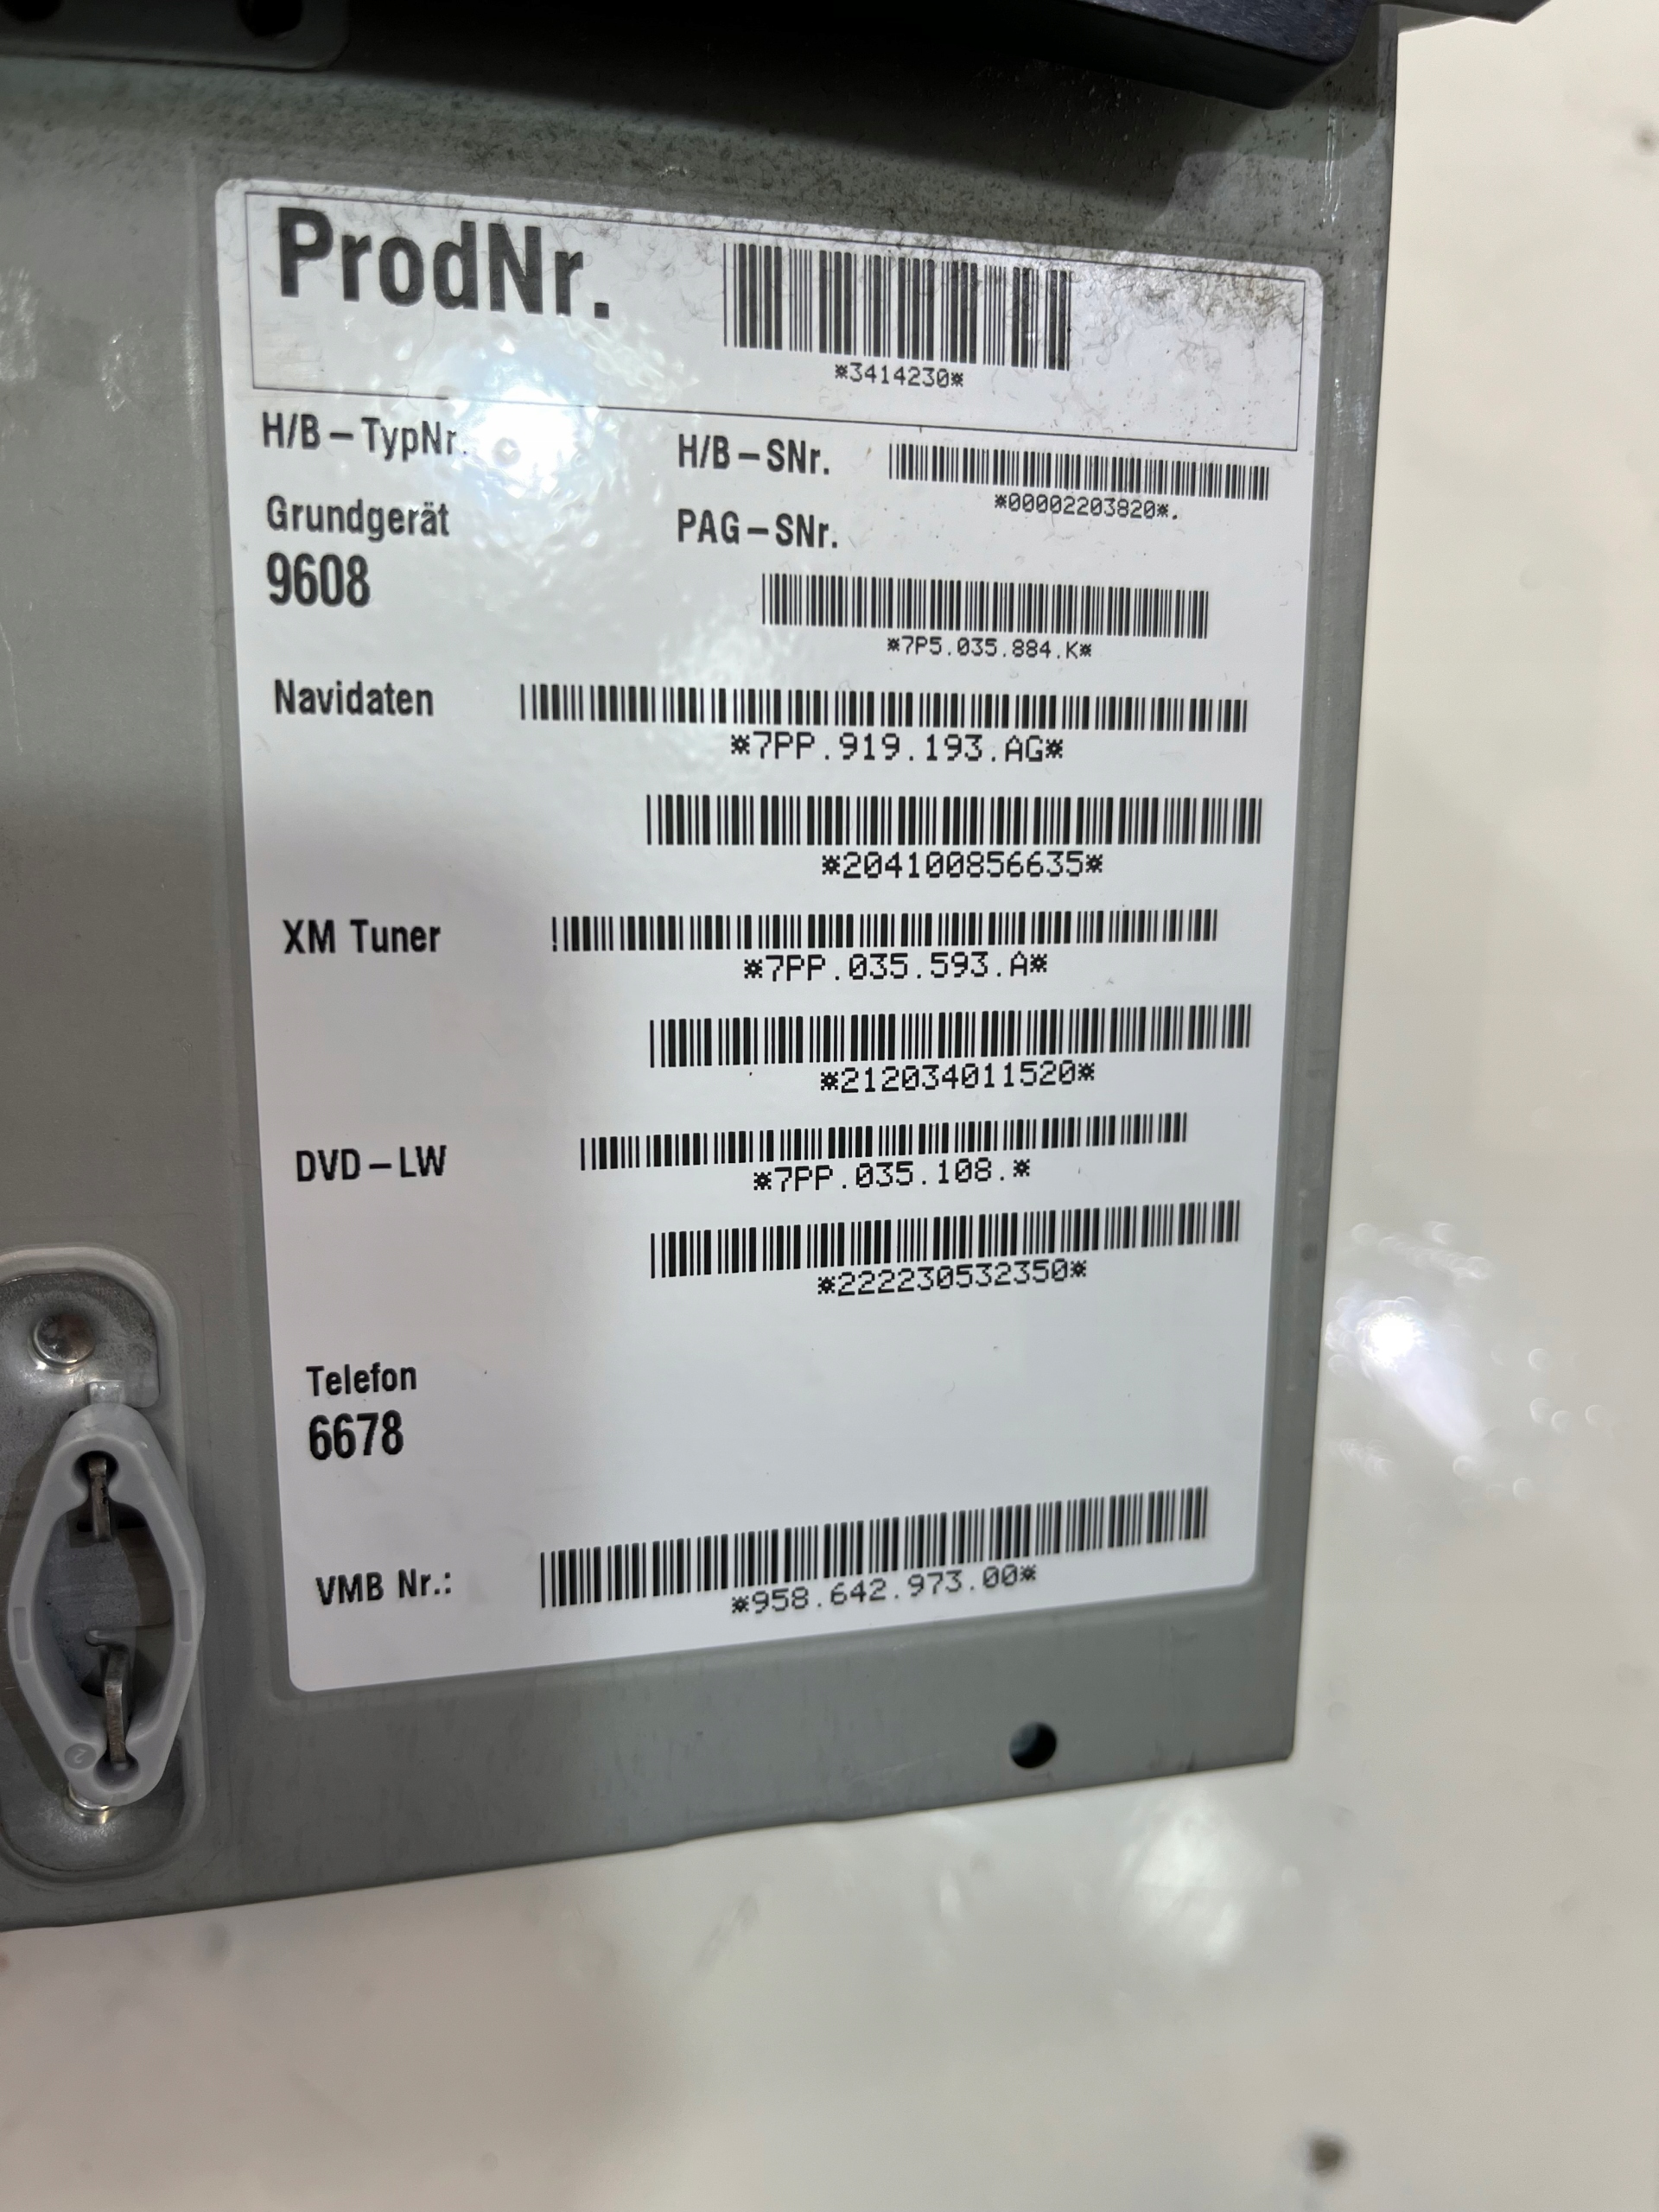 ProdNr.
*3414230*
H/B-TypNr.
H/B-SNr.
*00002203820*.
Grundgerät
9608
PAG-SNr.
*7P5.035.884.K*
Navidaten
*7PP.919.193.AG*
*204100856635*
XM Tuner
*7PP.035.593.A*
*212034011520*
DVD-LW
*7PP.035.108.*
*222230532350*
Telefon
6678
VMB Nr.:
*958.642.973.00*
2